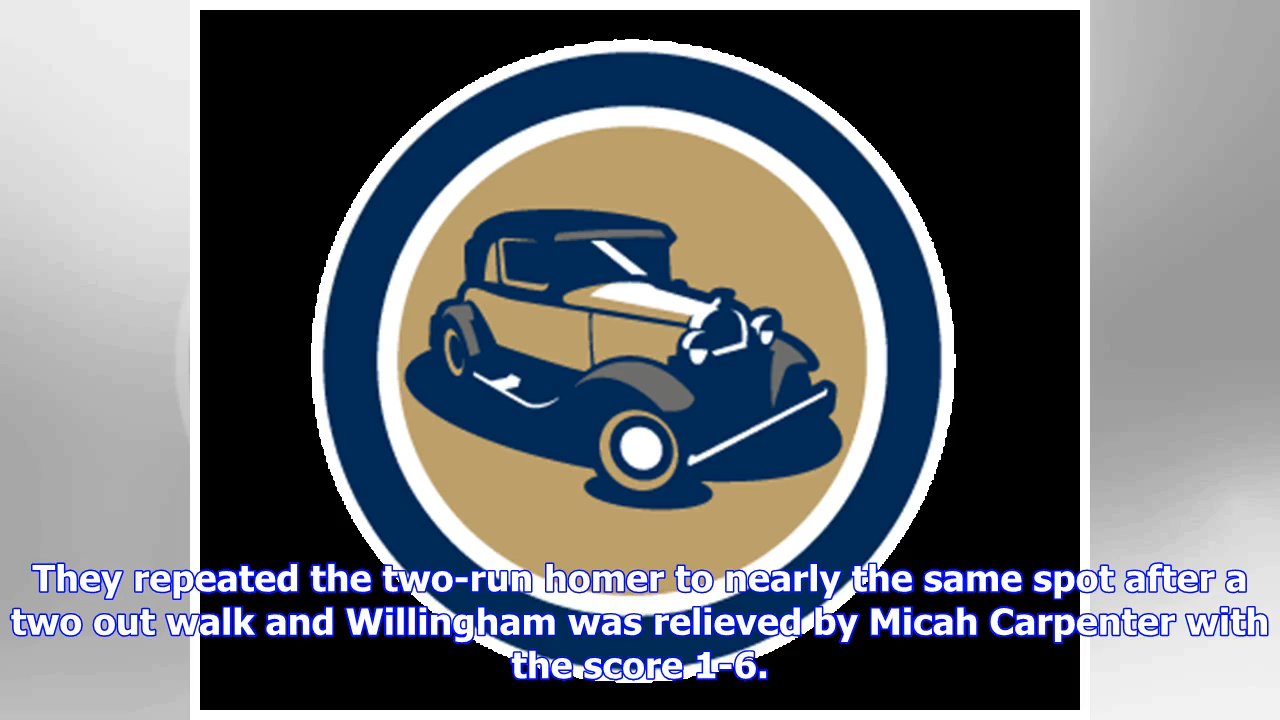 They repeated the two-run homer to nearly the same spot after a
two out walk and Willingham was relieved by Micah Carpenter with
the score 1-6.